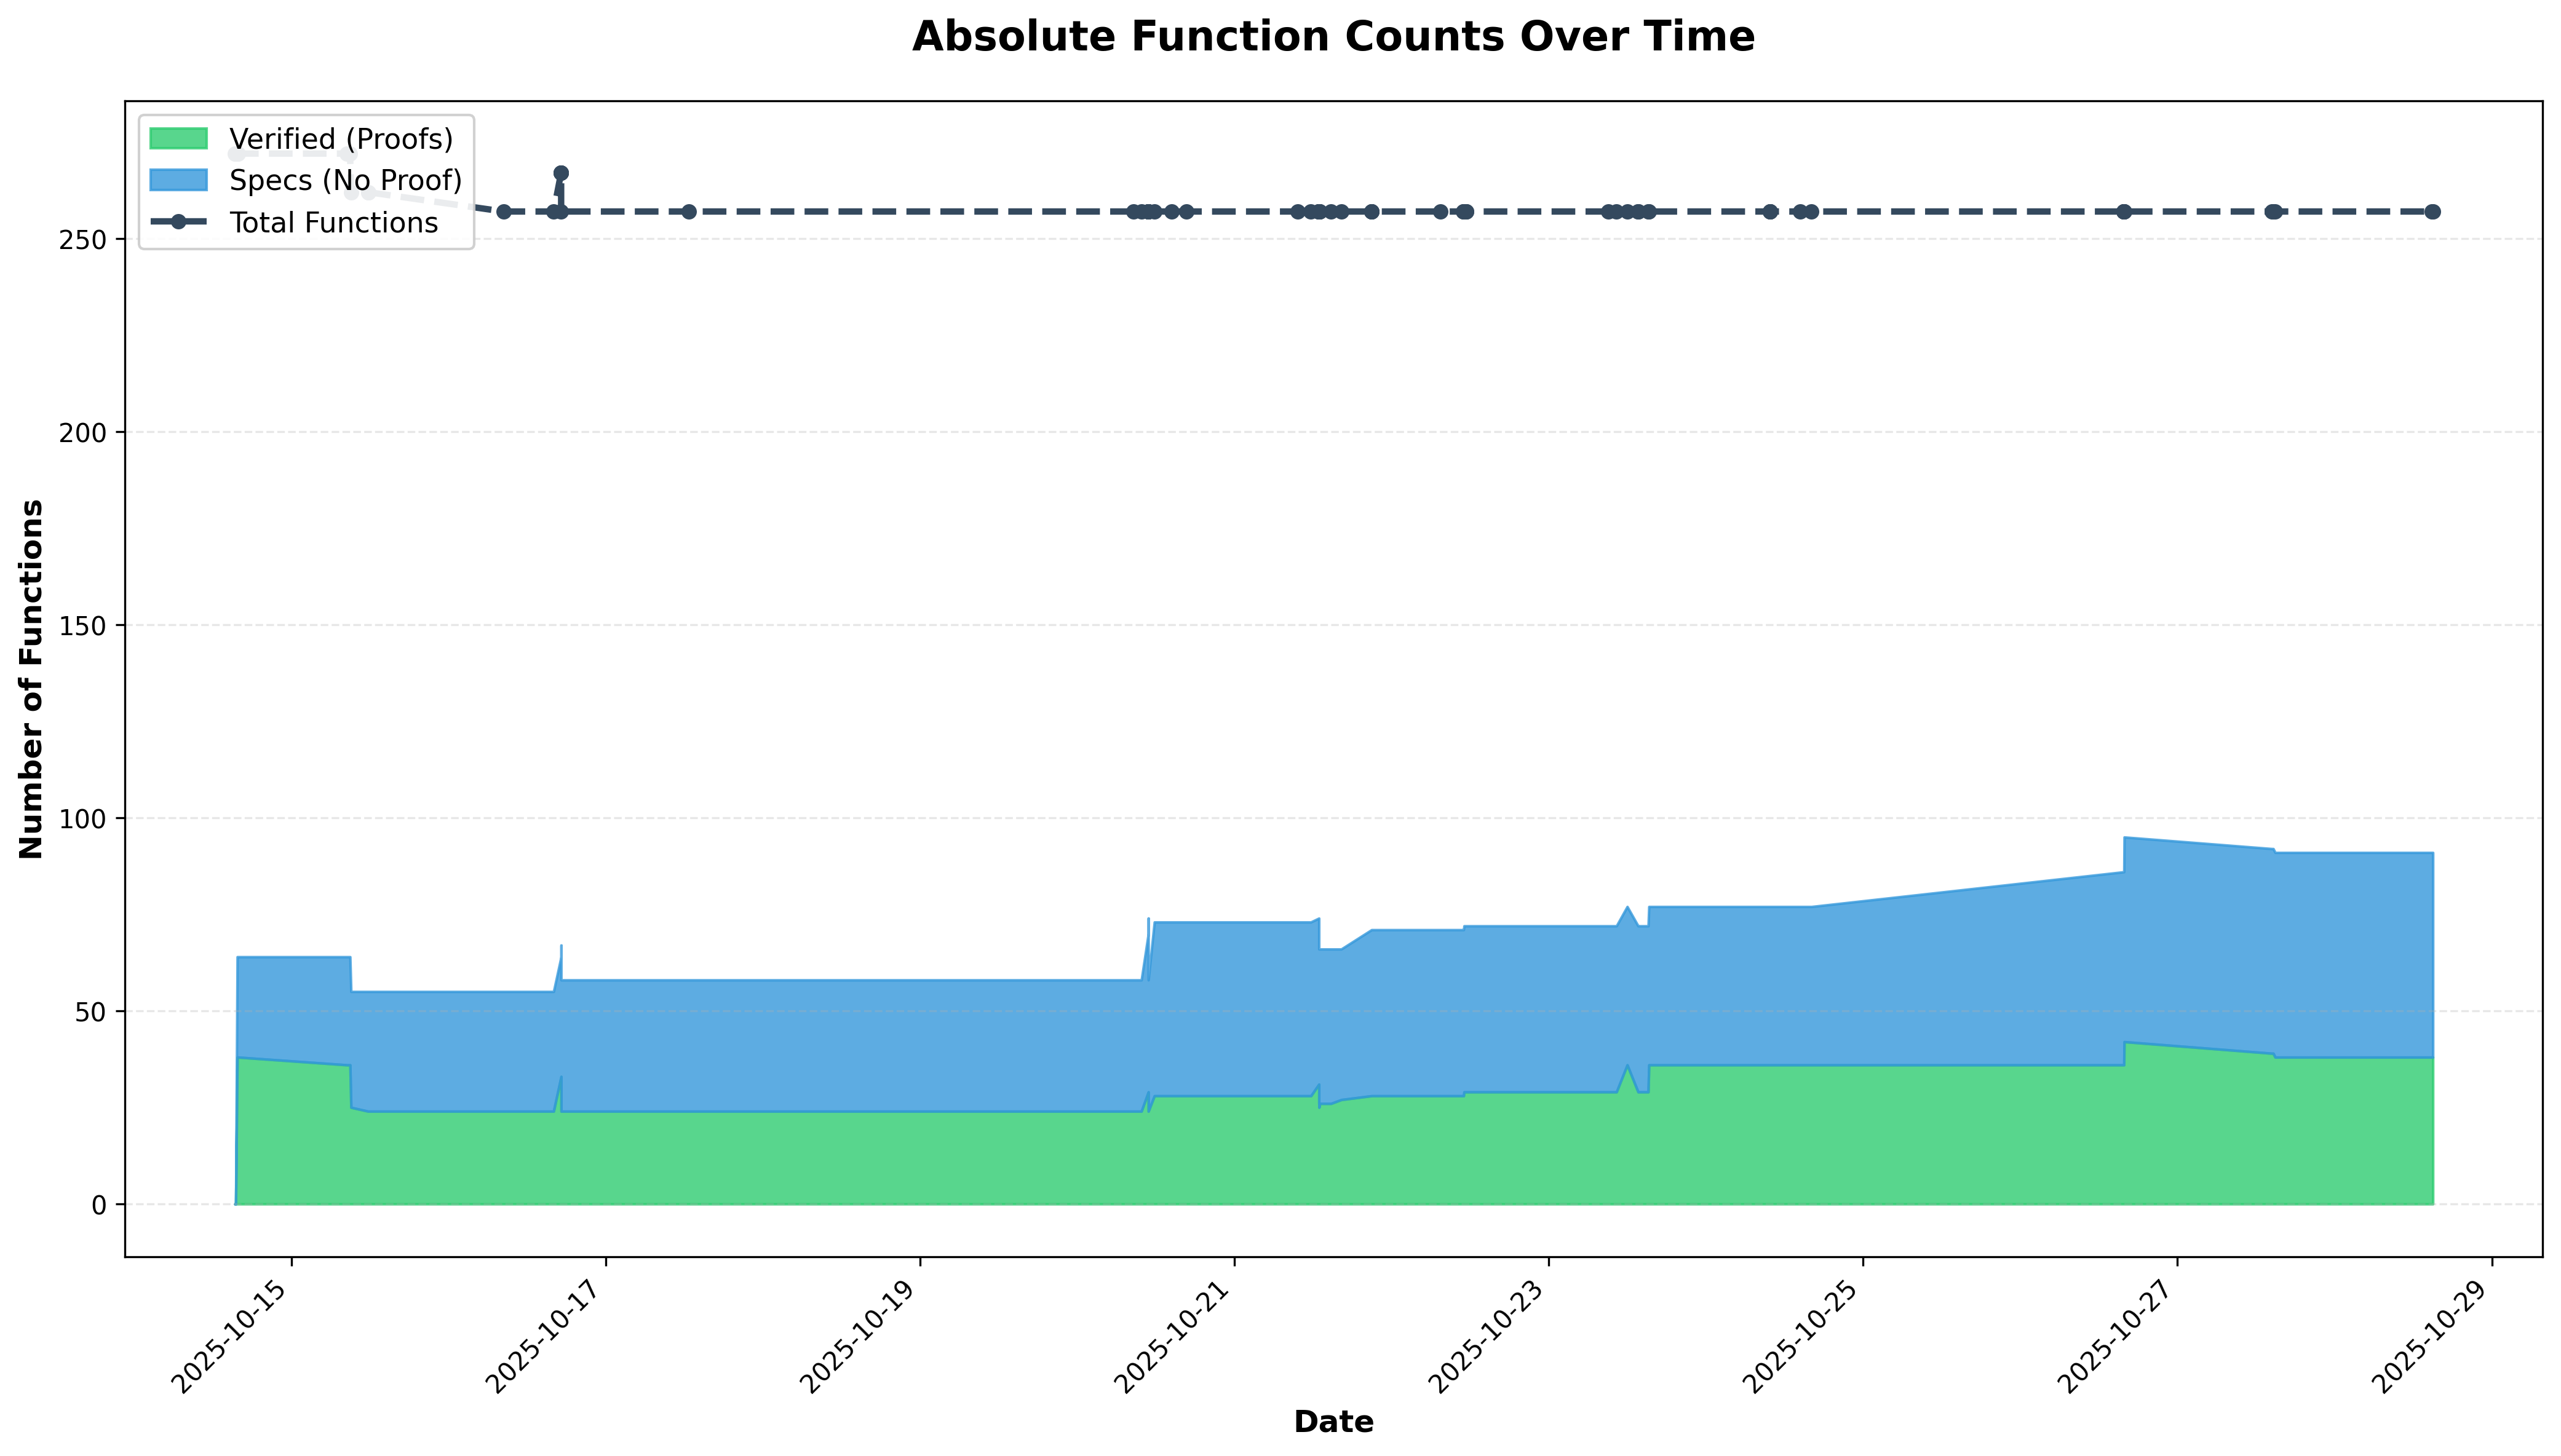 Absolute Function Counts Over Time
Verified (Proofs)
Specs (No Proof)
Total Functions
Number of Functions
250
200
150
100
50
0
2025-10-15
2025-10-17
2025-10-19
2025-10-21
2025-10-23
2025-10-25
2025-10-27
2025-10-29
Date